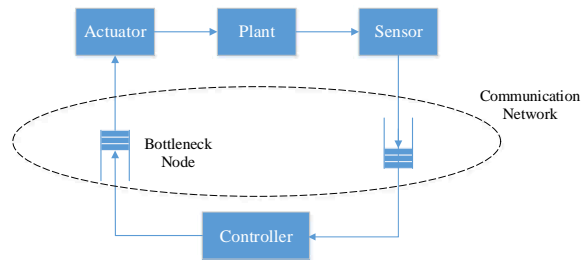 Actuator
Plant
Sensor
Communication
Network
Bottleneck
Node
Controller